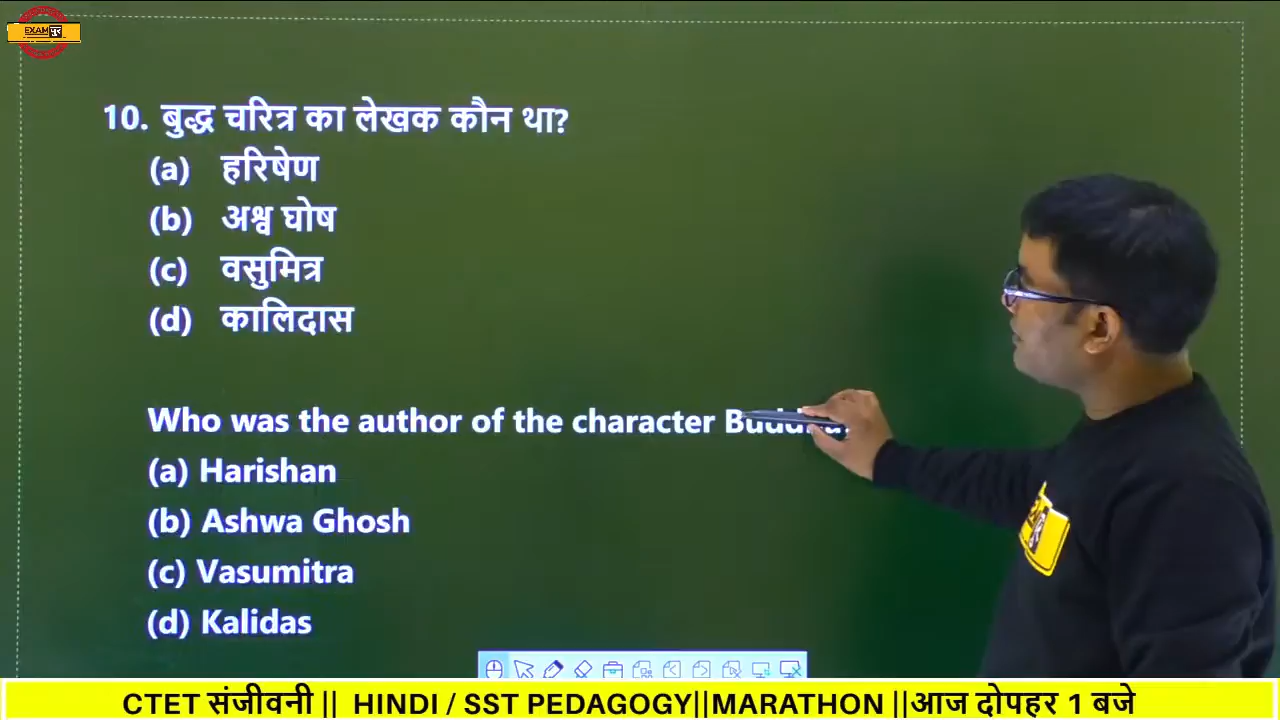 EXAM
10. बुद्ध चरित्र का लेखक कौन था?
(a) हरिषेण
(b) अश्व घोष
(c) वसुमित्र
(d) कालिदास
Who was the author of the character
(a) Harishan
(b) Ashwa Ghosh
(c) Vasumitra
(d) Kalidas
CTET संजीवनी || HINDI / SST PEDAGOGY||MARATHON ||आज दोपहर 1 बजे